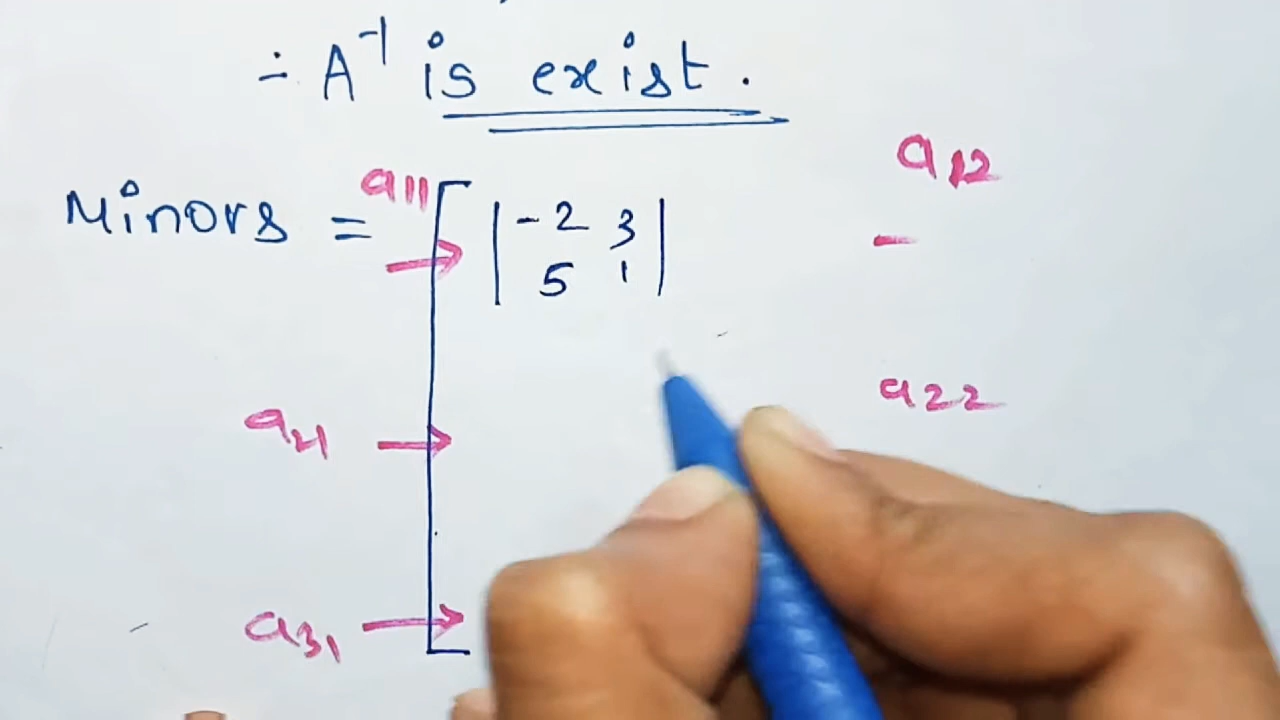 ∴ A⁻¹ is exist.
a12
a11
Minors = [ | -2 3 |
| 5 1 |
a22
a21
a31